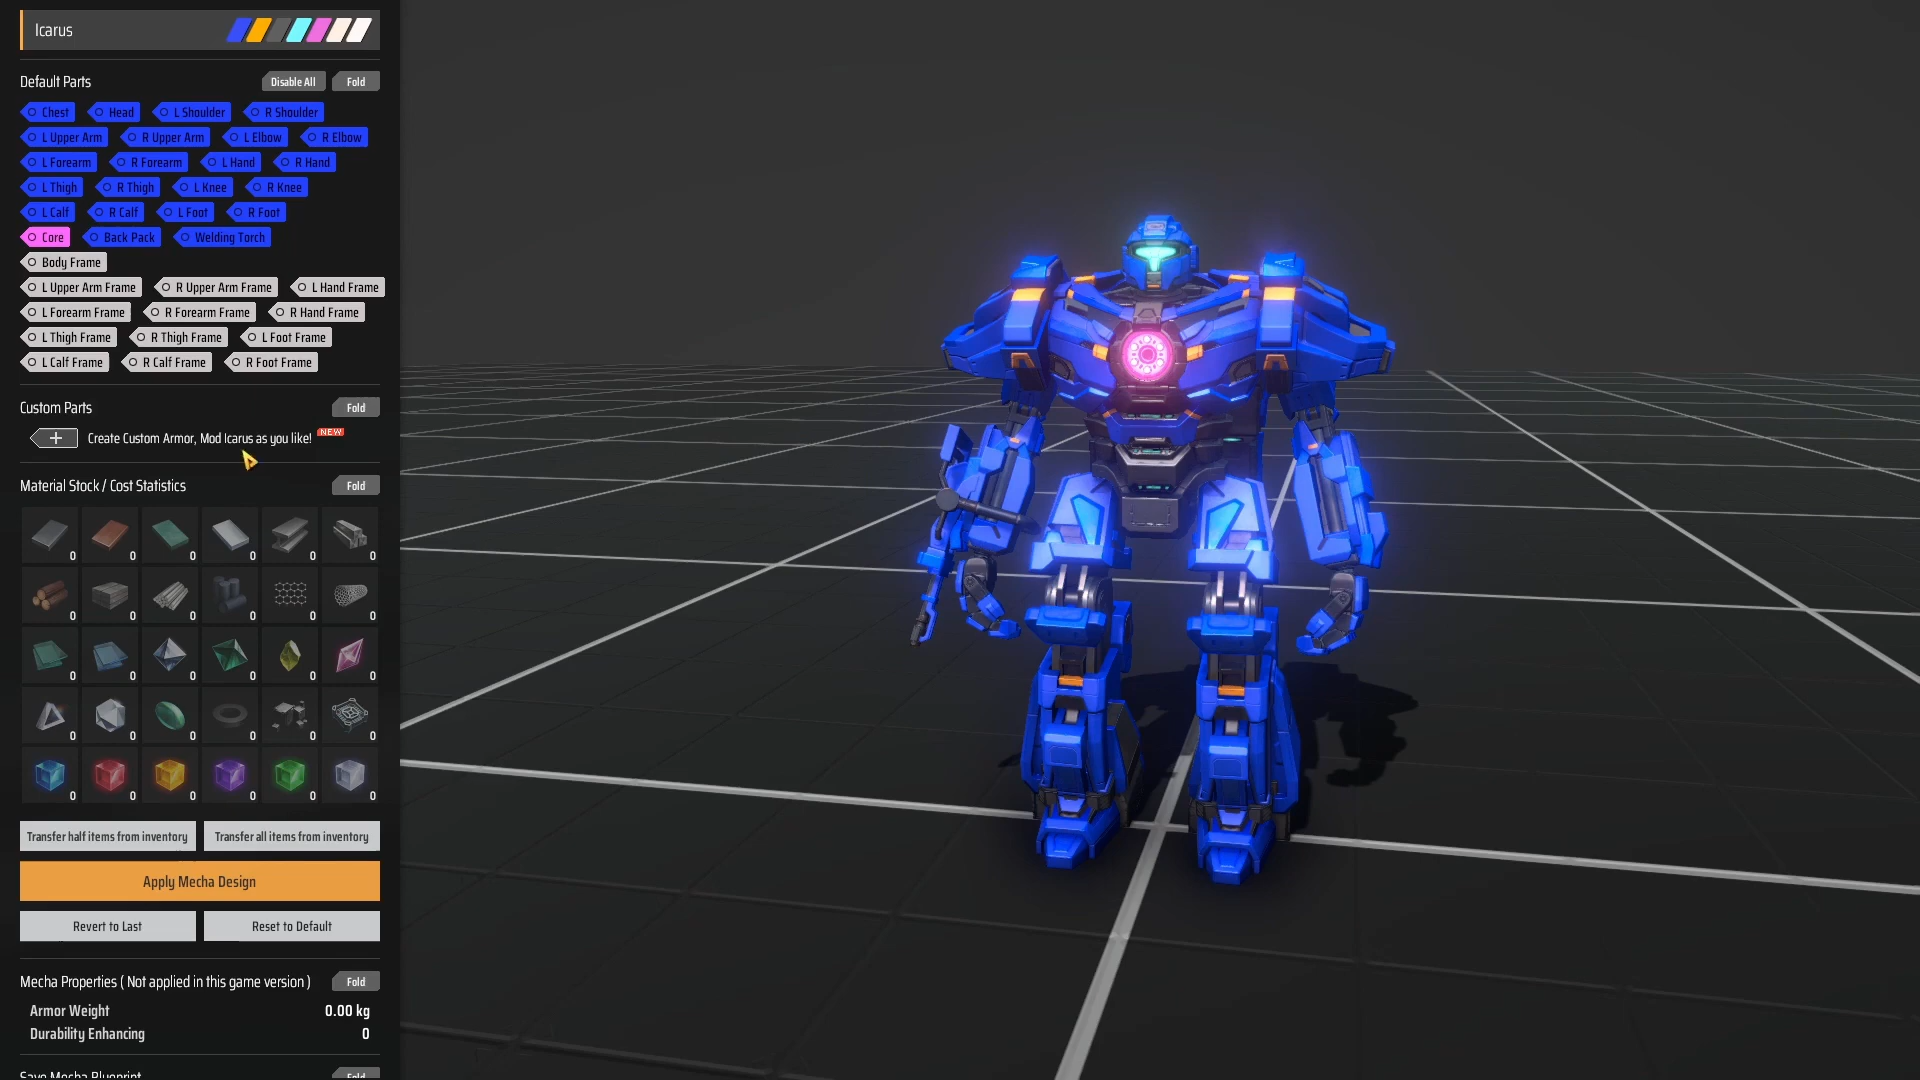 Icarus
Default Parts Disable All Fold
Chest Head L Shoulder R Shoulder
L Upper Arm R Upper Arm L Elbow R Elbow
L Forearm R Forearm L Hand R Hand
L Thigh R Thigh L Knee R Knee
L Calf R Calf L Foot R Foot
Core Back Pack Welding Torch
Body Frame
L Upper Arm Frame R Upper Arm Frame L Hand Frame
L Forearm Frame R Forearm Frame R Hand Frame
L Thigh Frame R Thigh Frame L Foot Frame
L Calf Frame R Calf Frame R Foot Frame
Custom Parts Fold
Create Custom Armor, Mod Icarus as you like! NEW
Material Stock / Cost Statistics Fold
0 0 0 0 0 0
0 0 0 0 0 0
0 0 0 0 0 0
0 0 0 0 0 0
0 0 0 0 0 0
Transfer half items from inventory Transfer all items from inventory
Apply Mecha Design
Revert to Last Reset to Default
Mecha Properties ( Not applied in this game version ) Fold
Armor Weight 0.00 kg
Durability Enhancing 0
Save Mecha Blueprint Fold